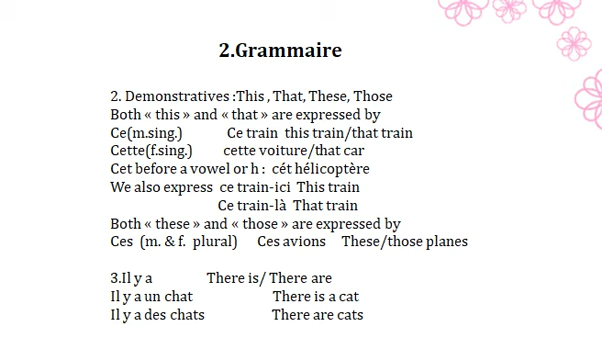 2.Grammaire
2. Demonstratives :This , That, These, Those
Both « this » and « that » are expressed by
Ce(m.sing.) Ce train this train/that train
Cette(f.sing.) cette voiture/that car
Cet before a vowel or h : cét hélicoptère
We also express ce train-ici This train
Ce train-là That train
Both « these » and « those » are expressed by
Ces (m. & f. plural) Ces avions These/those planes
3.Il y a There is/ There are
Il y a un chat There is a cat
Il y a des chats There are cats